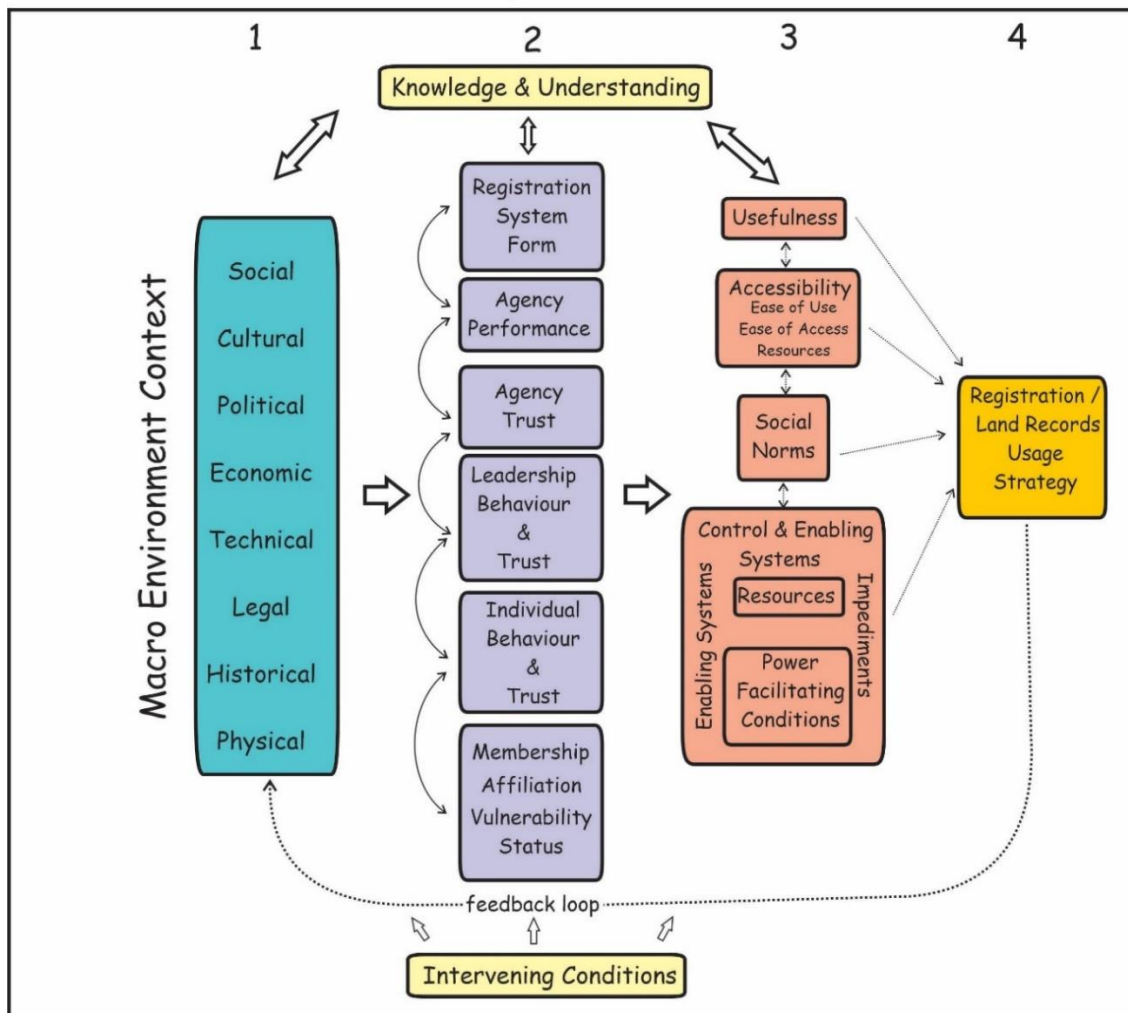 1
2
3
4
Knowledge & Understanding
Macro Environment Context
Social
Cultural
Political
Economic
Technical
Legal
Historical
Physical
Registration
System
Form
Agency
Performance
Agency
Trust
Leadership
Behaviour
&
Trust
Individual
Behaviour
&
Trust
Membership
Affiliation
Vulnerability
Status
Usefulness
Accessibility
Ease of Use
Ease of Access
Resources
Social
Norms
Control & Enabling
Systems
Enabling Systems
Resources
Power
Facilitating
Conditions
Impediments
Registration /
Land Records
Usage
Strategy
feedback loop
Intervening Conditions